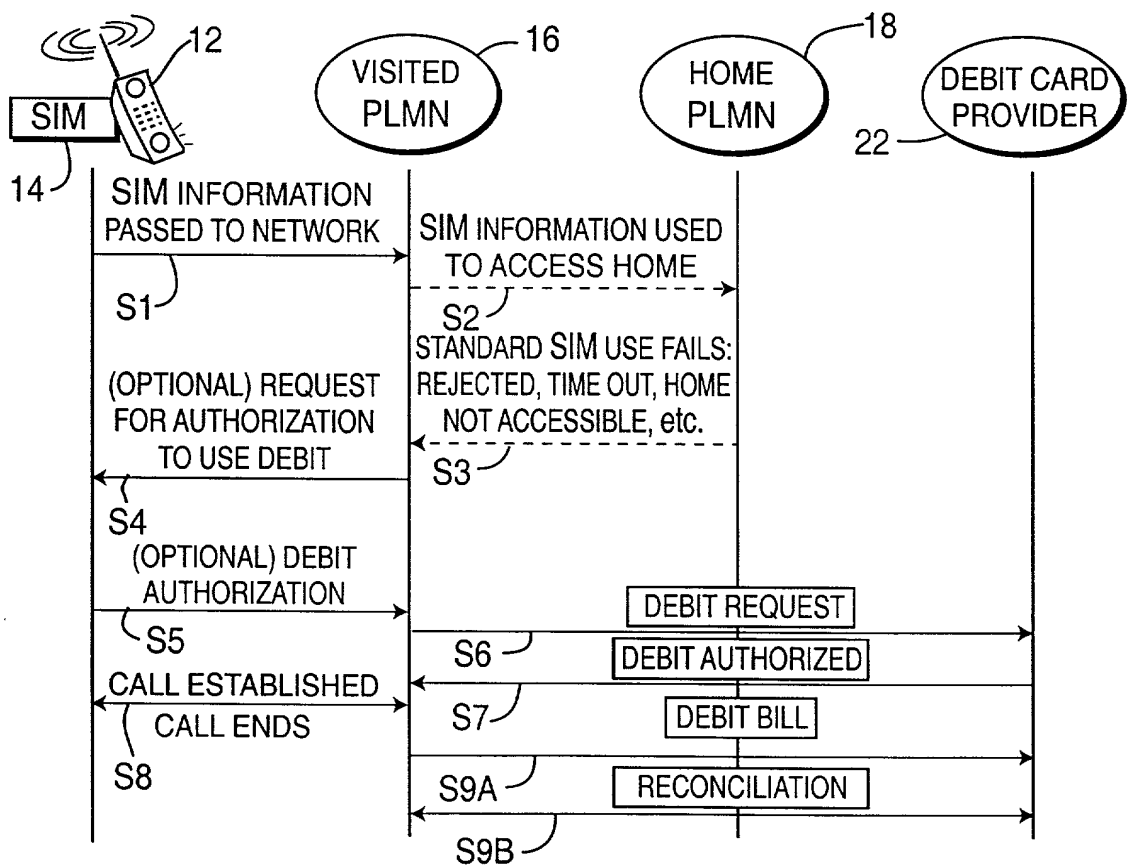 12
16
18
SIM
VISITED
PLMN
HOME
PLMN
DEBIT CARD
PROVIDER
14
22
SIM INFORMATION
PASSED TO NETWORK
S1
SIM INFORMATION USED
TO ACCESS HOME
S2
STANDARD SIM USE FAILS:
REJECTED, TIME OUT, HOME
NOT ACCESSIBLE, etc.
S3
(OPTIONAL) REQUEST
FOR AUTHORIZATION
TO USE DEBIT
S4
(OPTIONAL) DEBIT
AUTHORIZATION
S5
DEBIT REQUEST
S6
DEBIT AUTHORIZED
S7
CALL ESTABLISHED
CALL ENDS
S8
DEBIT BILL
S9A
RECONCILIATION
S9B